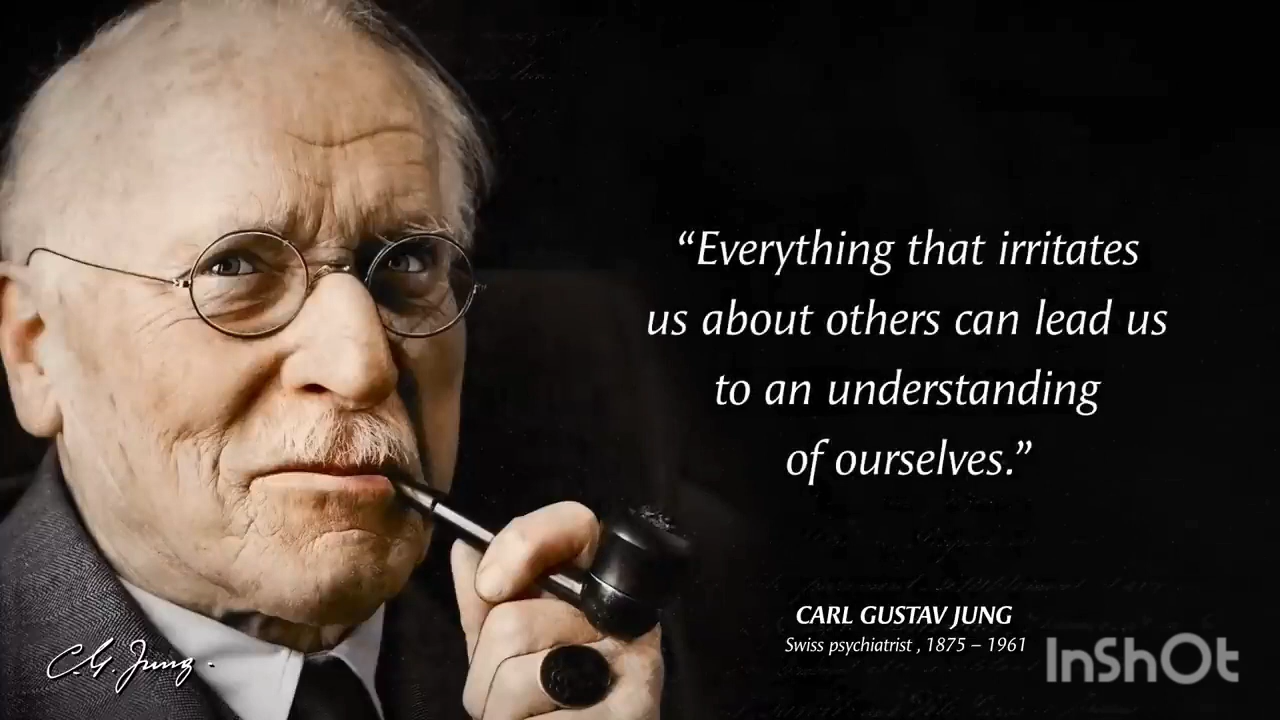 “Everything that irritates
us about others can lead us
to an understanding
of ourselves.”
CARL GUSTAV JUNG
Swiss psychiatrist , 1875 – 1961
InShOt
C. G. Jung.